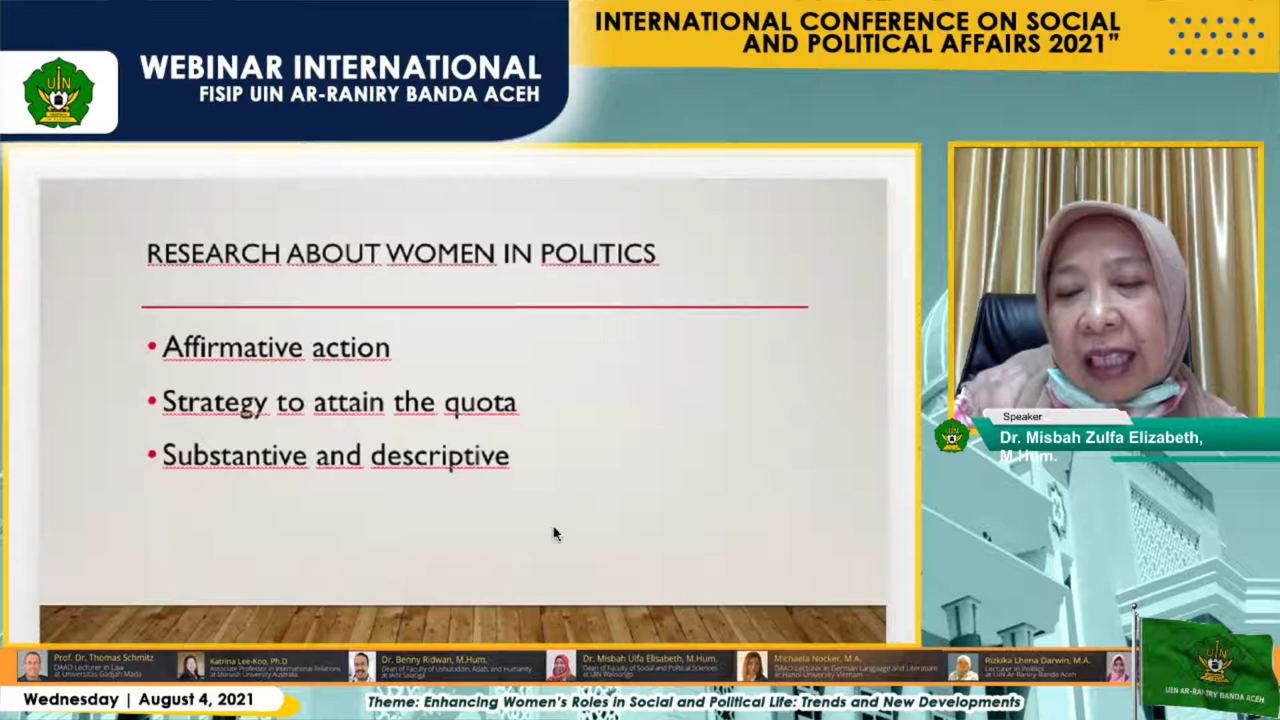 INTERNATIONAL CONFERENCE ON SOCIAL
AND POLITICAL AFFAIRS 2021”
WEBINAR INTERNATIONAL
FISIP UIN AR-RANIRY BANDA ACEH
UIN
RESEARCH ABOUT WOMEN IN POLITICS
• Affirmative action
• Strategy to attain the quota
• Substantive and descriptive
Speaker
Dr. Misbah Zulfa Elizabeth,
M.Hum.
Prof. Dr. Thomas Schmitz
DAAD Lecturer in Law
at Universitas Gadjah Mada
Katrina Lee-Koo, Ph.D
Associate Professor in International Relations
at Monash University Australia
Dr. Benny Ridwan, M.Hum.
Dean of Faculty of Ushuluddin, Adab, and Humanity
at IAIN Salatiga
Dr. Misbah Ulfa Elisabeth, M.Hum.
Dean of Faculty of Social and Political Sciences
at UIN Walisongo
Michaela Nocker, M.A.
DAAD Lecturer in German Language and Literature
at Hanoi University Vietnam
Rizkika Lhena Darwin, M.A.
Lecturer in Politics
at UIN Ar-Raniry Banda Aceh
UIN AR-RANIRY BANDA ACEH
Wednesday | August 4, 2021
Theme: Enhancing Women's Roles in Social and Political Life: Trends and New Developments